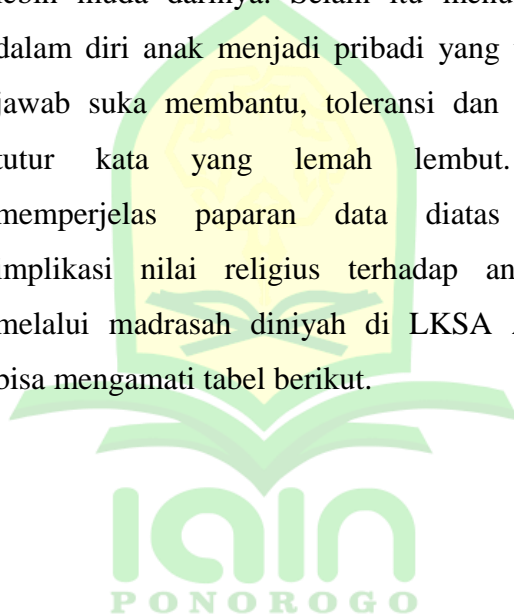 lebih muda darinya. Selain itu menu
dalam diri anak menjadi pribadi yang
jawab suka membantu, toleransi dan
tutur kata yang lemah lembut.
memperjelas paparan data diatas
implikasi nilai religius terhadap an
melalui madrasah diniyah di LKSA A
bisa mengamati tabel berikut.
iain
PONOROGO